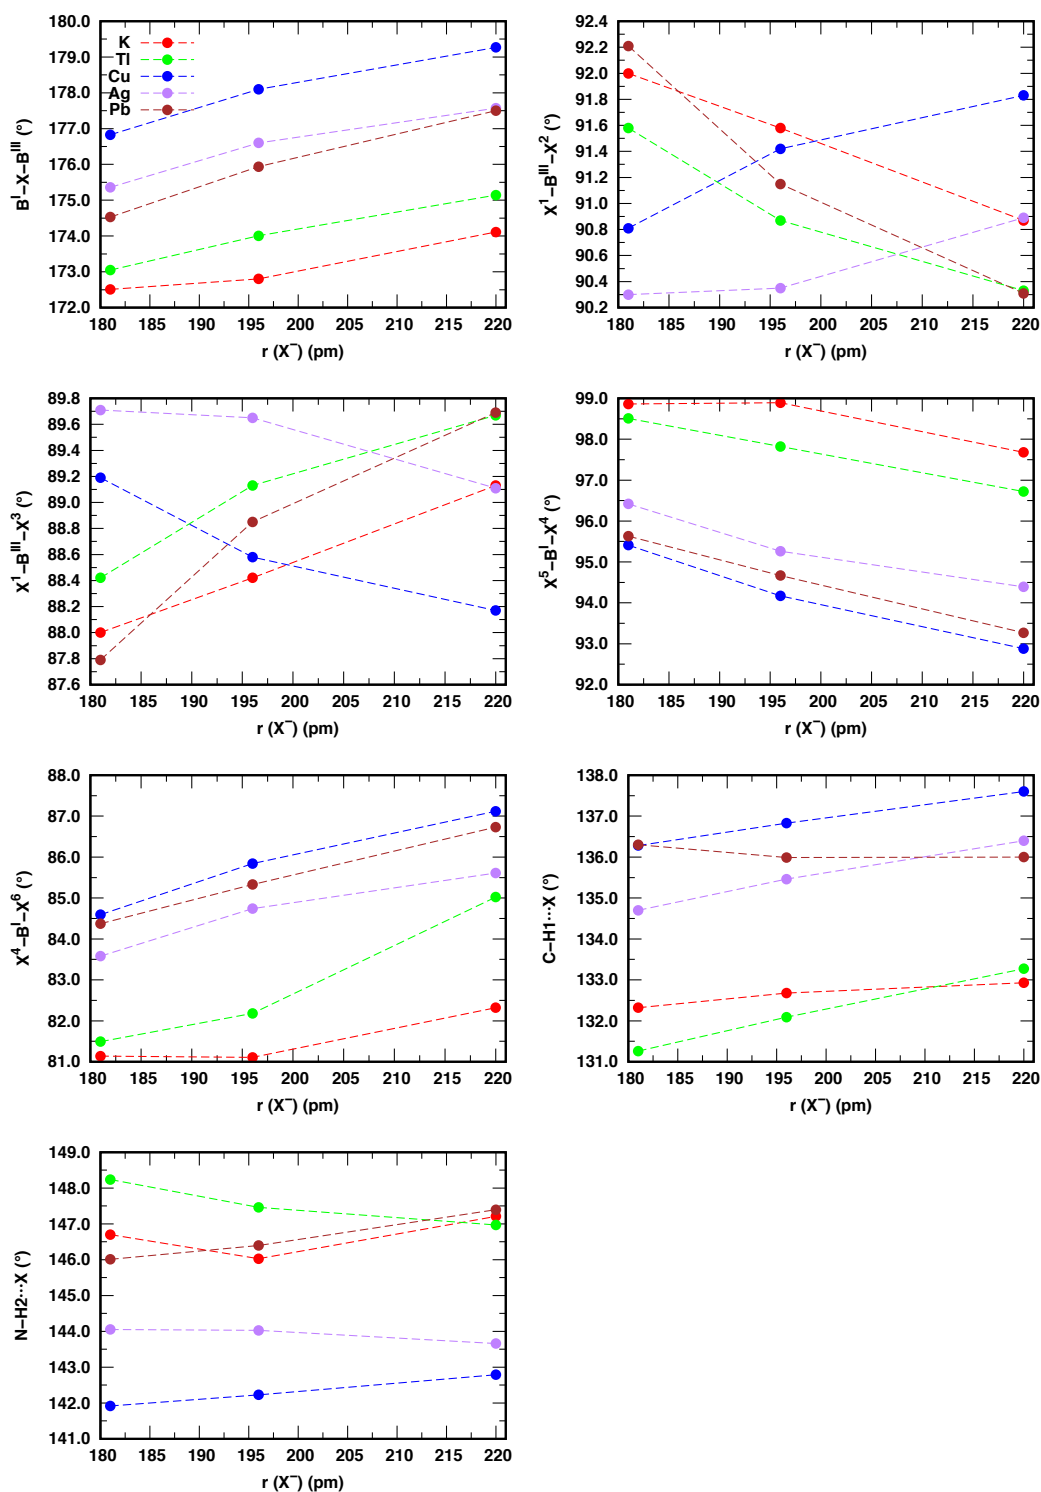 180.0
179.0
178.0
177.0
176.0
175.0
174.0
173.0
172.0
K
Tl
Cu
Ag
Pb
B^I–X–B^III (°)
180 185 190 195 200 205 210 215 220
r (X⁻) (pm)
92.4
92.2
92.0
91.8
91.6
91.4
91.2
91.1
90.9
90.8
90.6
90.4
90.2
X^1–B^III–X^2 (°)
180 185 190 195 200 205 210 215 220
r (X⁻) (pm)
89.8
89.6
89.4
89.2
89.0
88.8
88.6
88.4
88.2
88.0
87.8
87.6
X^1–B^III–X^3 (°)
180 185 190 195 200 205 210 215 220
r (X⁻) (pm)
99.0
98.0
97.0
96.0
95.0
94.0
93.0
92.0
X^5–B^I–X^4 (°)
180 185 190 195 200 205 210 215 220
r (X⁻) (pm)
88.0
87.0
86.0
85.0
84.0
83.0
82.0
81.0
X^4–B^I–X^6 (°)
180 185 190 195 200 205 210 215 220
r (X⁻) (pm)
138.0
137.0
136.0
135.0
134.0
133.0
132.0
131.0
C–H1···X (°)
180 185 190 195 200 205 210 215 220
r (X⁻) (pm)
149.0
148.0
147.0
146.0
145.0
144.0
143.0
142.0
141.0
N–H2···X (°)
180 185 190 195 200 205 210 215 220
r (X⁻) (pm)